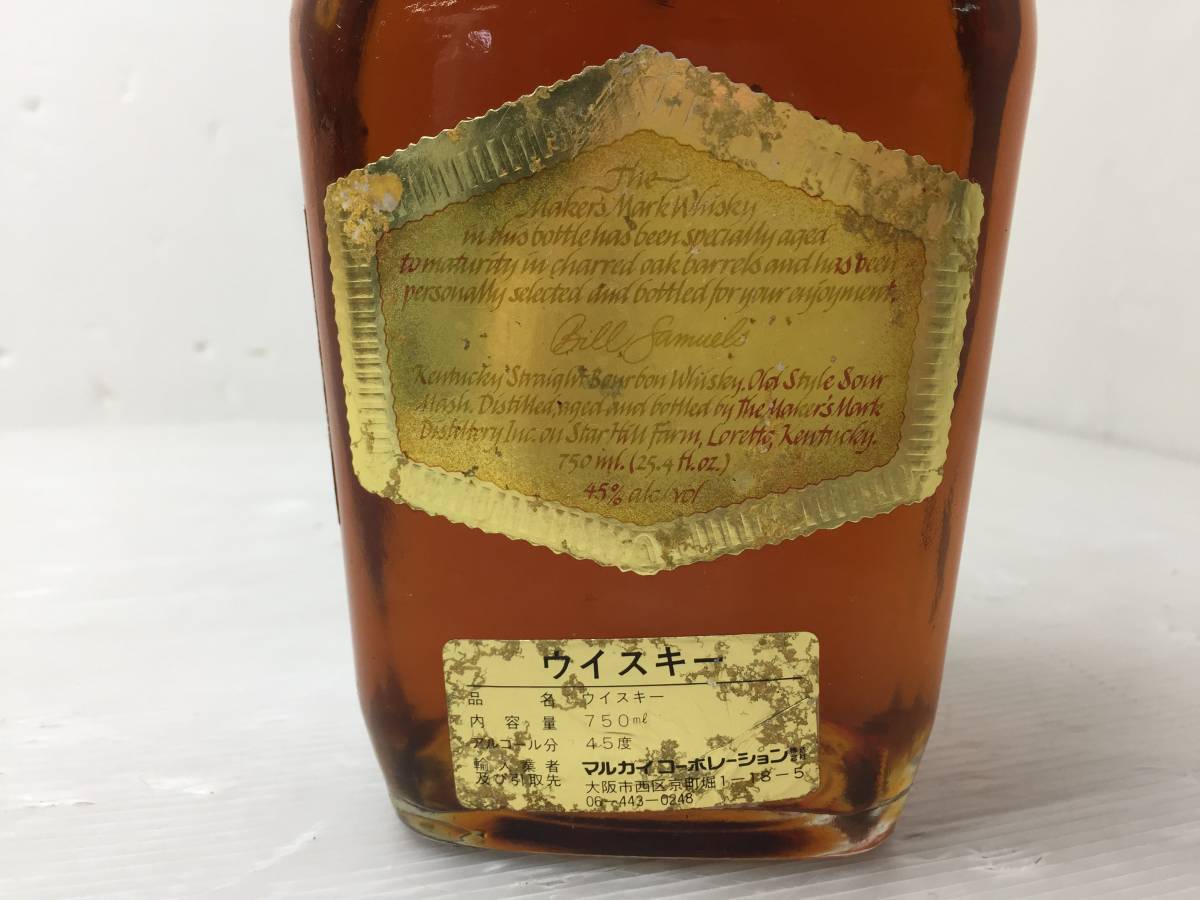 The
Maker's Mark Whisky
in this bottle has been specially aged
to maturity in charred oak barrels and has been
personally selected and bottled for your enjoyment.
Bill Samuels
Kentucky Straight Bourbon Whisky. Old Style Sour
Mash. Distilled, aged and bottled by The Maker's Mark
Distillery Inc. on Star Hill Farm, Loretto, Kentucky.
750 ml. (25.4 fl. oz.)
45% alc/vol
ウイスキー
品名 ウイスキー
内容量 750㎖
アルコール分 45度
輸入業者 マルカイコーポレーション株式会社
及び引取先 大阪市西区京町堀1-18-5
06-443-0248